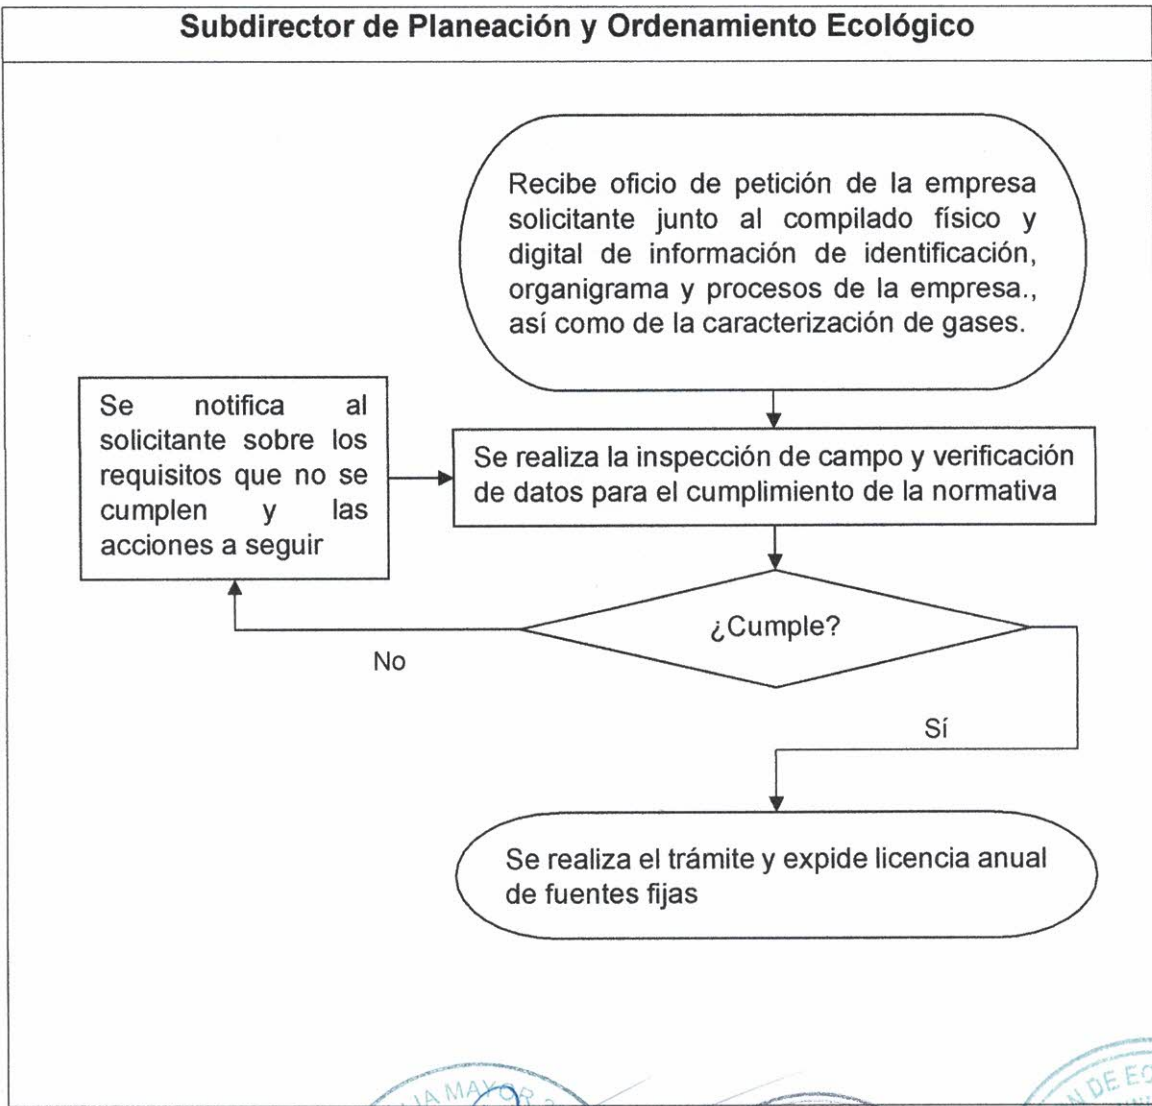 Subdirector de Planeación y Ordenamiento Ecológico
Recibe oficio de petición de la empresa
solicitante junto al compilado físico y
digital de información de identificación,
organigrama y procesos de la empresa.,
así como de la caracterización de gases.
Se notifica al
solicitante sobre los
requisitos que no se
cumplen y las
acciones a seguir
Se realiza la inspección de campo y verificación
de datos para el cumplimiento de la normativa
¿Cumple?
No
Sí
Se realiza el trámite y expide licencia anual
de fuentes fijas
MAYOR
DE